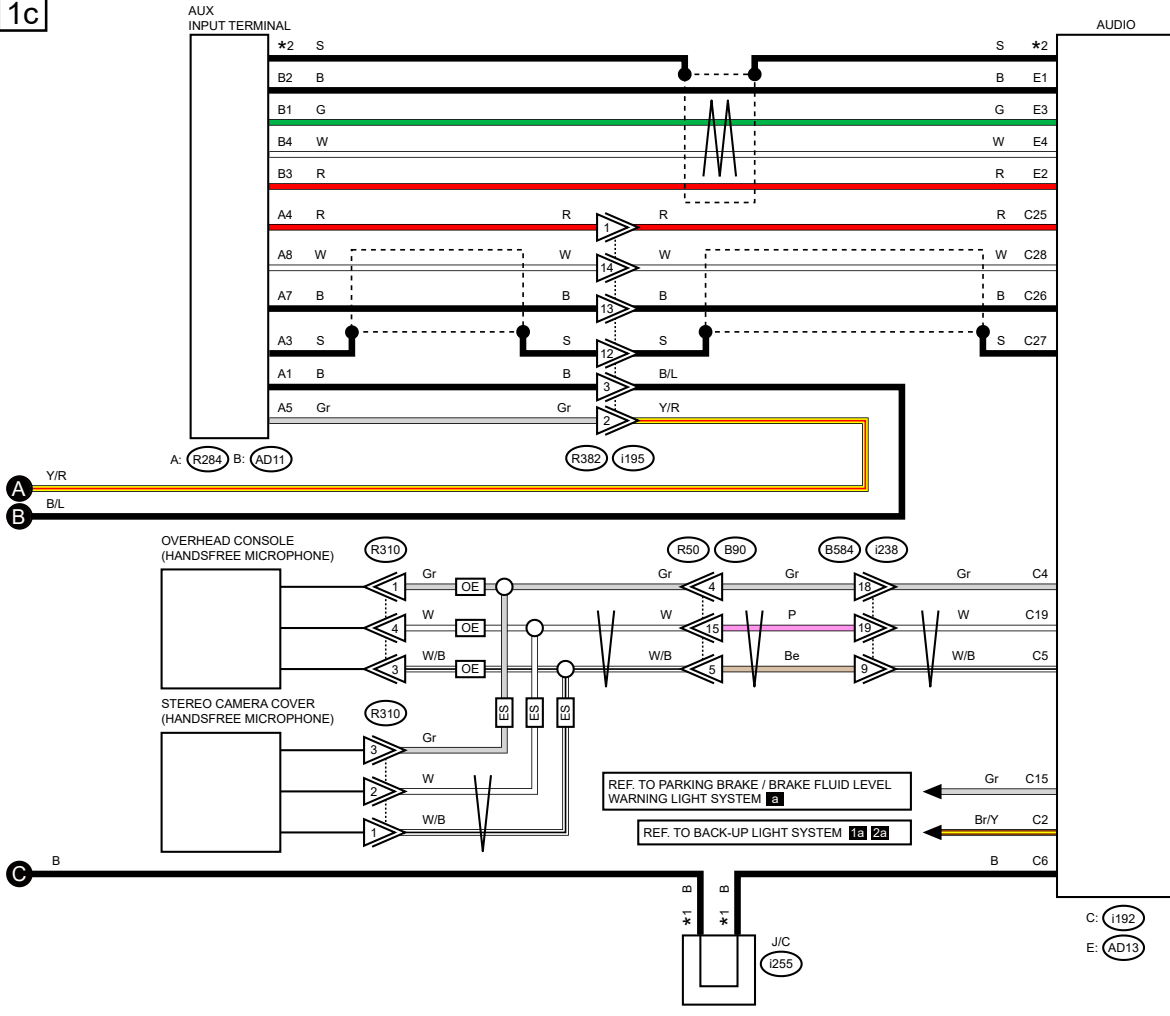 1c
AUX
INPUT TERMINAL
AUDIO
*2 S S *2
B2 B B E1
B1 G G E3
B4 W W E4
B3 R R E2
A4 R R 1 R R C25
A8 W W 14 W W C28
A7 B B 13 B B C26
A3 S S 12 S S C27
A1 B B 3 B/L
A5 Gr Gr 2 Y/R
A: R284 B: AD11 R382 i195
A Y/R
B B/L
OVERHEAD CONSOLE
(HANDSFREE MICROPHONE)
R310 R50 B90 B584 i238
1 Gr OE Gr 4 Gr 18 Gr C4
4 W OE W 15 P 19 W C19
3 W/B OE W/B 5 Be 9 W/B C5
STEREO CAMERA COVER
(HANDSFREE MICROPHONE)
R310
ES ES ES
3 Gr
2 W
1 W/B
REF. TO PARKING BRAKE / BRAKE FLUID LEVEL
WARNING LIGHT SYSTEM a
Gr C15
REF. TO BACK-UP LIGHT SYSTEM 1a 2a
Br/Y C2
C B B C6
*1 B *1 B
J/C
i255
C: i192
E: AD13